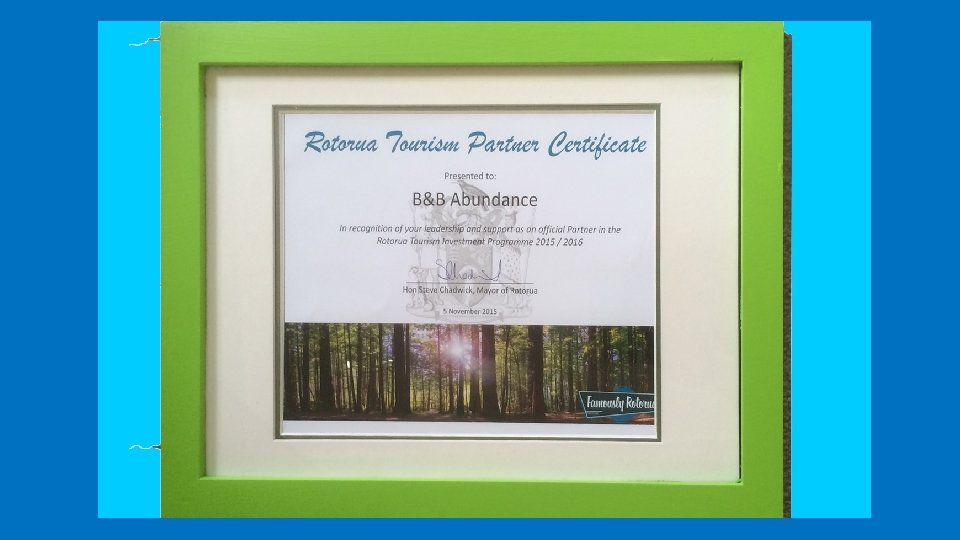 Rotorua Tourism Partner Certificate
Presented to:
B&B Abundance
In recognition of your leadership and support as an official Partner in the
Rotorua Tourism Investment Programme 2015 / 2016
Hon Steve Chadwick, Mayor of Rotorua
5 November 2015
Famously Rotorua